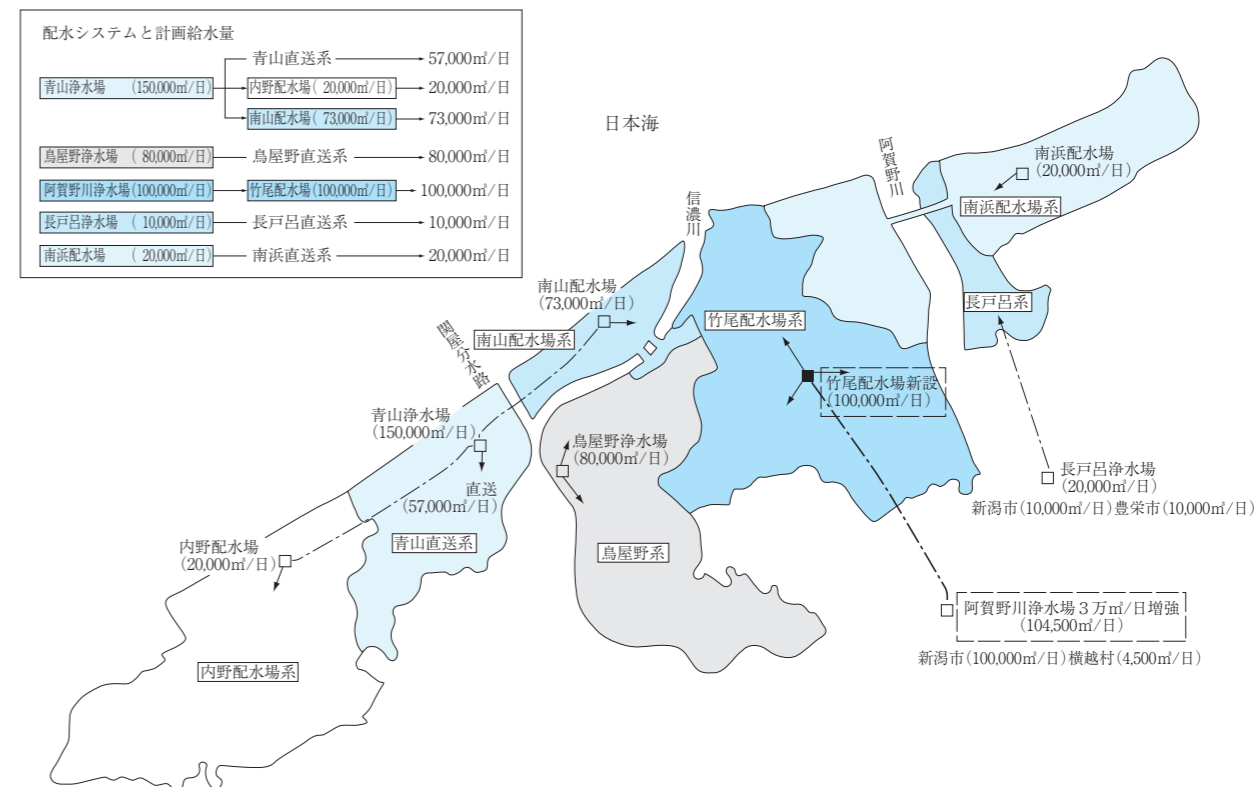 配水システムと計画給水量
青山浄水場 (150,000㎥/日)
青山直送系 57,000㎥/日
内野配水場( 20,000㎥/日) 20,000㎥/日
南山配水場( 73,000㎥/日) 73,000㎥/日
鳥屋野浄水場 ( 80,000㎥/日) 鳥屋野直送系 80,000㎥/日
阿賀野川浄水場(100,000㎥/日) 竹尾配水場(100,000㎥/日) 100,000㎥/日
長戸呂浄水場 ( 10,000㎥/日) 長戸呂直送系 10,000㎥/日
南浜配水場 ( 20,000㎥/日) 南浜直送系 20,000㎥/日
日本海
阿賀野川
南浜配水場
(20,000㎥/日)
南浜配水場系
信濃川
南山配水場
(73,000㎥/日)
長戸呂系
竹尾配水場系
南山配水場系
関屋分水路
竹尾配水場新設
(100,000㎥/日)
青山浄水場
(150,000㎥/日)
鳥屋野浄水場
(80,000㎥/日)
長戸呂浄水場
(20,000㎥/日)
新潟市(10,000㎥/日)豊栄市(10,000㎥/日)
直送
(57,000㎥/日)
青山直送系
内野配水場
(20,000㎥/日)
鳥屋野系
阿賀野川浄水場3万㎥/日増強
(104,500㎥/日)
新潟市(100,000㎥/日)横越村(4,500㎥/日)
内野配水場系